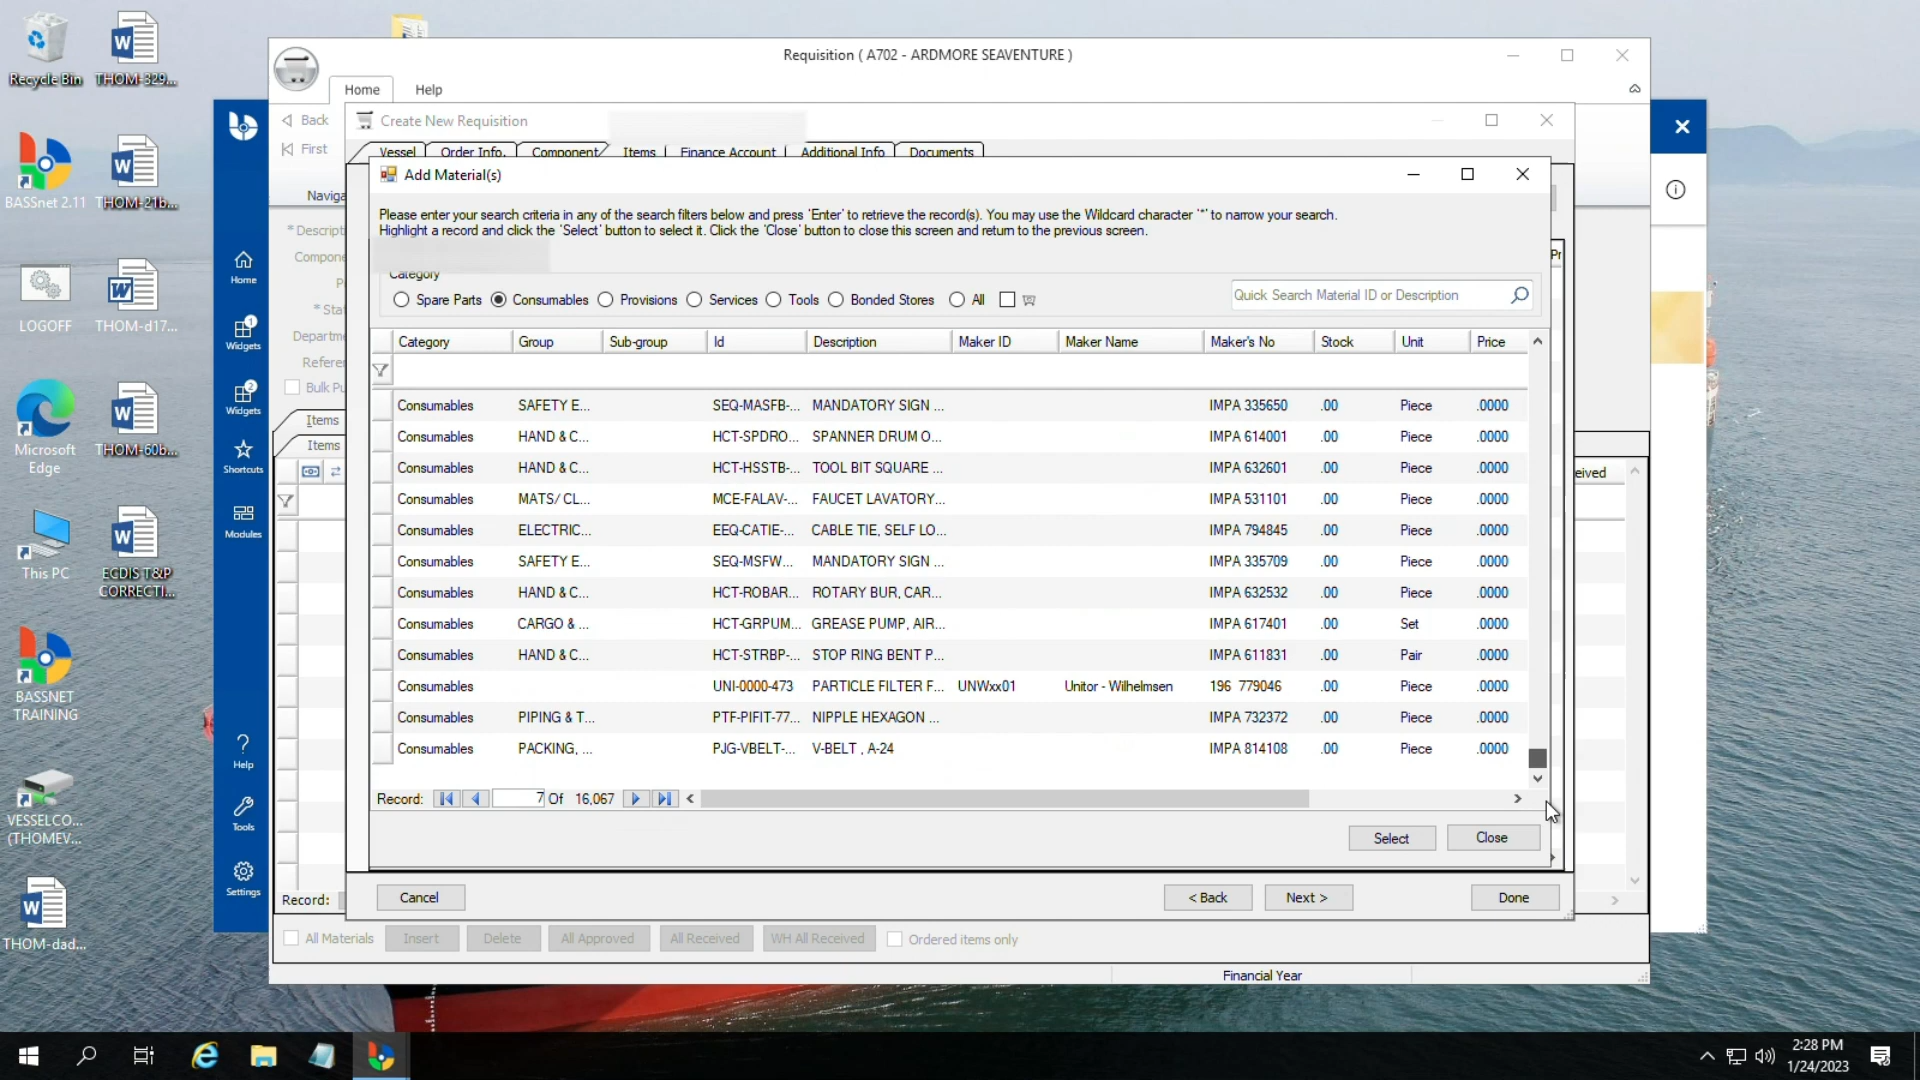 Recycle Bin
THOM-329...
BASSnet 2.11
THOM-21b...
LOGOFF
THOM-d17...
Microsoft
Edge
THOM-60b...
This PC
ECDIS T&P
CORRECTI...
BASSNET
TRAINING
VESSELCO...
(THOMEV...
THOM-dad...
Home
Widgets
1
Widgets
2
Shortcuts
Modules
Help
Tools
Settings
Requisition ( A702 - ARDMORE SEAVENTURE )
Home Help
Back
First
Naviga
Create New Requisition
Vessel Order Info. Component Items Finance Account Additional Info Documents
* Descript
Compone
P
* Sta
Departme
Referer
Bulk Pu
Items
Items
Pr
eived
Add Material(s)
Please enter your search criteria in any of the search filters below and press 'Enter' to retrieve the record(s). You may use the Wildcard character '*' to narrow your search.
Highlight a record and click the 'Select' button to select it. Click the 'Close' button to close this screen and return to the previous screen.
Category
Spare Parts Consumables Provisions Services Tools Bonded Stores All
Quick Search Material ID or Description
Category Group Sub-group Id Description Maker ID Maker Name Maker's No Stock Unit Price
Consumables SAFETY E... SEQ-MASFB-... MANDATORY SIGN ... IMPA 335650 .00 Piece .0000
Consumables HAND & C... HCT-SPDRO... SPANNER DRUM O... IMPA 614001 .00 Piece .0000
Consumables HAND & C... HCT-HSSTB-... TOOL BIT SQUARE ... IMPA 632601 .00 Piece .0000
Consumables MATS/ CL... MCE-FALAV-... FAUCET LAVATORY... IMPA 531101 .00 Piece .0000
Consumables ELECTRIC... EEQ-CATIE-... CABLE TIE, SELF LO... IMPA 794845 .00 Piece .0000
Consumables SAFETY E... SEQ-MSFW... MANDATORY SIGN ... IMPA 335709 .00 Piece .0000
Consumables HAND & C... HCT-ROBAR... ROTARY BUR, CAR... IMPA 632532 .00 Piece .0000
Consumables CARGO & ... HCT-GRPUM... GREASE PUMP, AIR... IMPA 617401 .00 Set .0000
Consumables HAND & C... HCT-STRBP-... STOP RING BENT P... IMPA 611831 .00 Pair .0000
Consumables UNI-0000-473 PARTICLE FILTER F... UNWxx01 Unitor - Wilhelmsen 196 779046 .00 Piece .0000
Consumables PIPING & T... PTF-PIFIT-77... NIPPLE HEXAGON ... IMPA 732372 .00 Piece .0000
Consumables PACKING, ... PJG-VBELT-... V-BELT , A-24 IMPA 814108 .00 Piece .0000
Record: 7 Of 16,067
Select Close
Record:
Cancel < Back Next > Done
All Materials Insert Delete All Approved All Received WH All Received Ordered items only
Financial Year
2:28 PM
1/24/2023